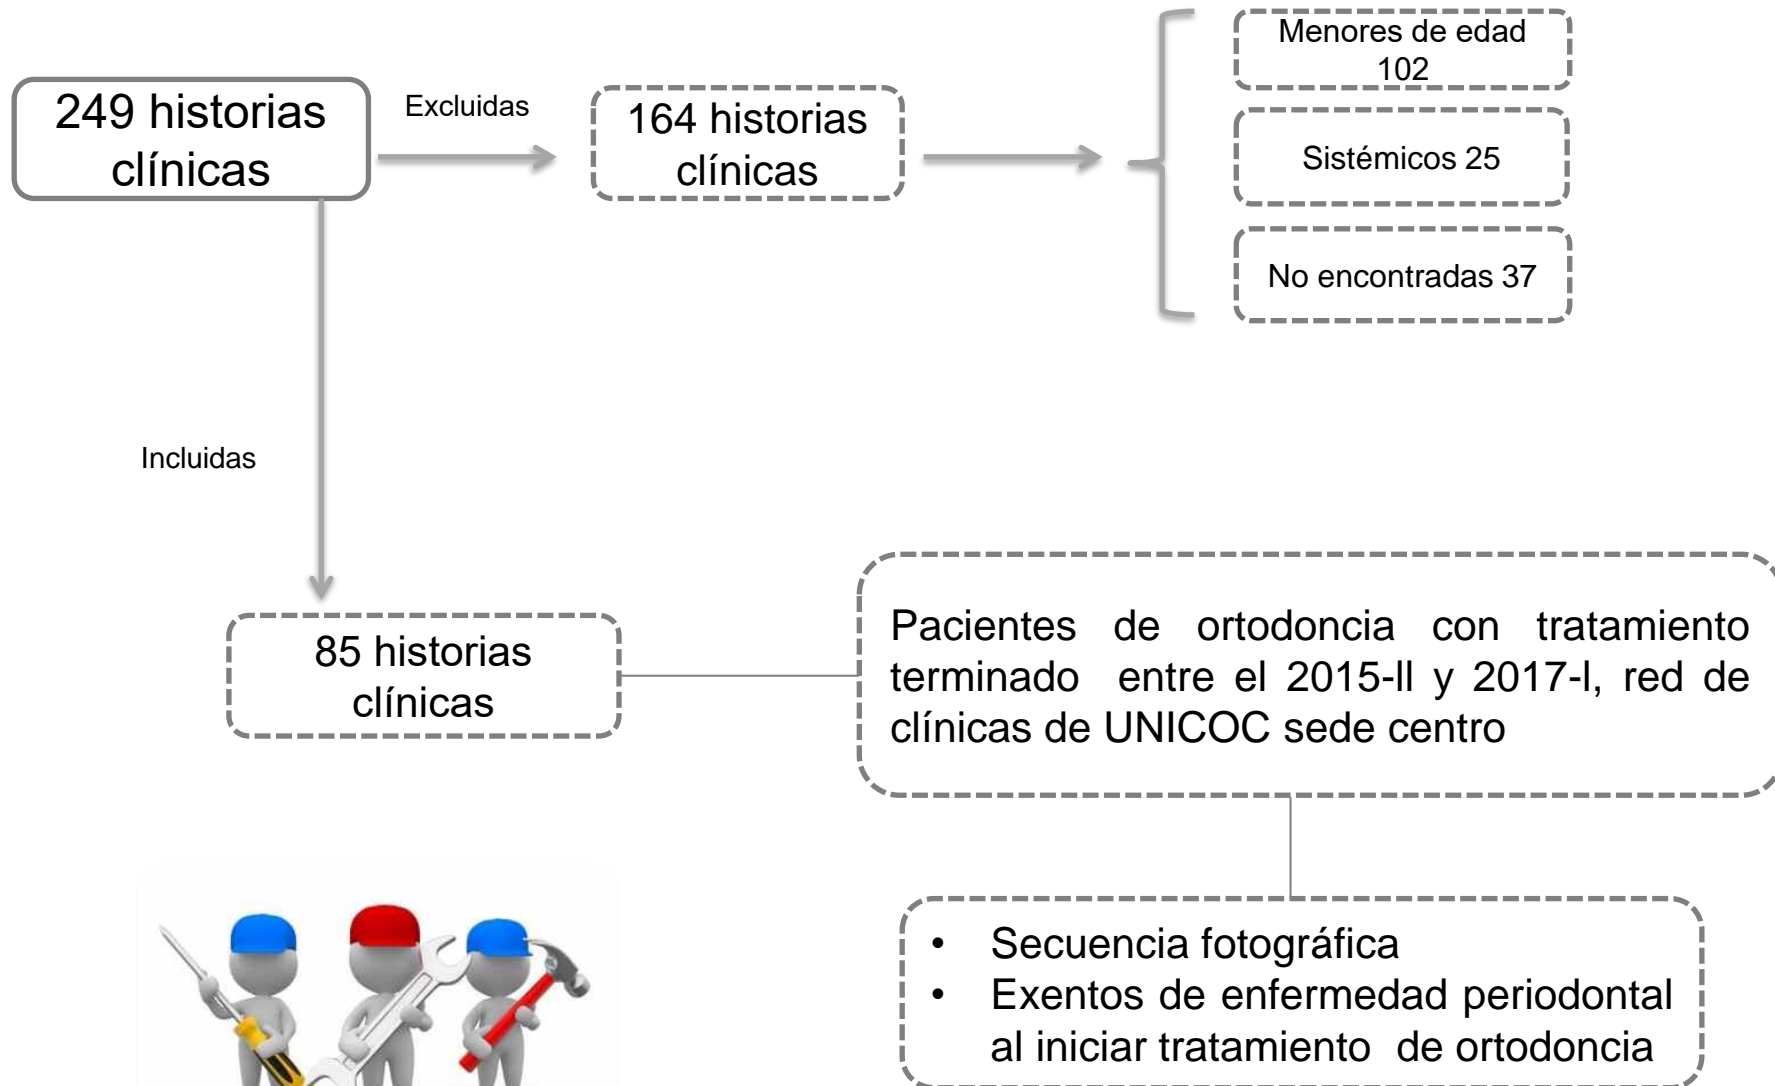 249 historias
clínicas
Excluidas
164 historias
clínicas
Menores de edad
102
Sistémicos 25
No encontradas 37
Incluidas
85 historias
clínicas
Pacientes de ortodoncia con tratamiento
terminado entre el 2015-ll y 2017-l, red de
clínicas de UNICOC sede centro
• Secuencia fotográfica
• Exentos de enfermedad periodontal
al iniciar tratamiento de ortodoncia